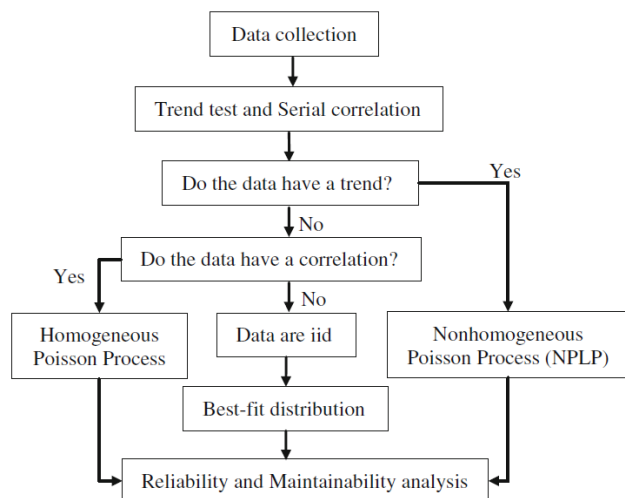 Data collection
Trend test and Serial correlation
Yes
Do the data have a trend?
No
Do the data have a correlation?
Yes
No
Homogeneous
Poisson Process
Data are iid
Nonhomogeneous
Poisson Process (NPLP)
Best-fit distribution
Reliability and Maintainability analysis